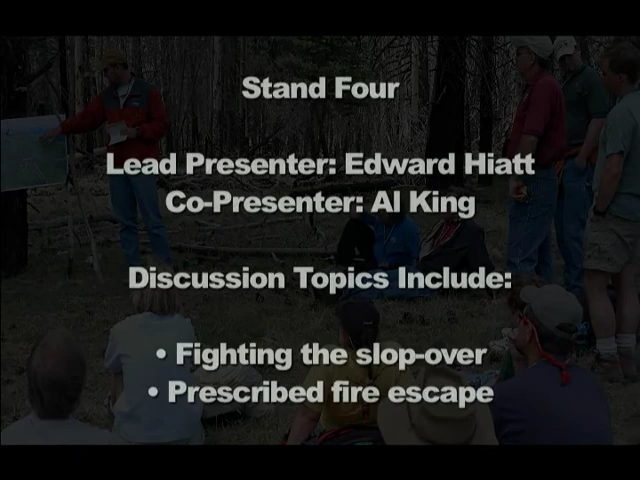 Stand Four
Lead Presenter: Edward Hiatt
Co-Presenter: Al King
Discussion Topics Include:
• Fighting the slop-over
• Prescribed fire escape